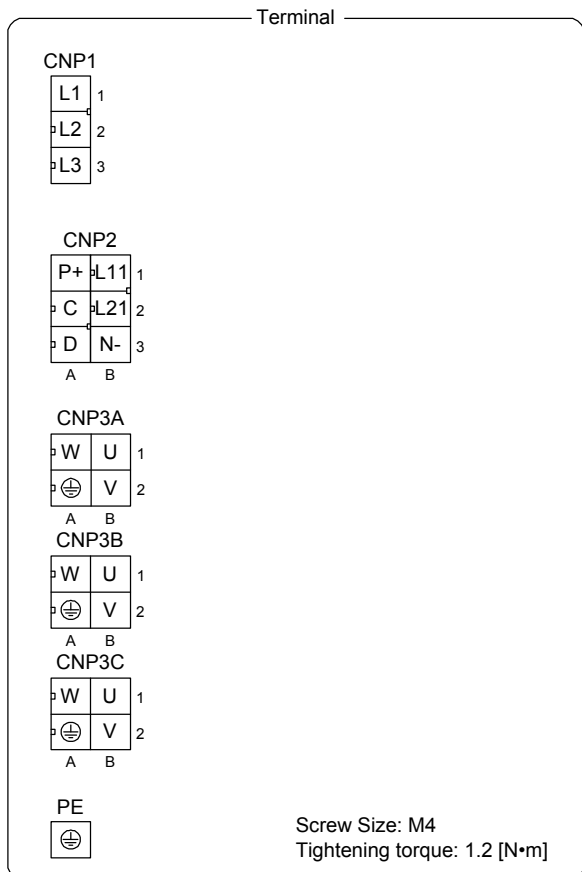 Terminal
CNP1
L1 1
L2 2
L3 3
CNP2
P+ L11 1
C L21 2
D N- 3
A B
CNP3A
W U 1
V 2
A B
CNP3B
W U 1
V 2
A B
CNP3C
W U 1
V 2
A B
PE
Screw Size: M4
Tightening torque: 1.2 [N•m]